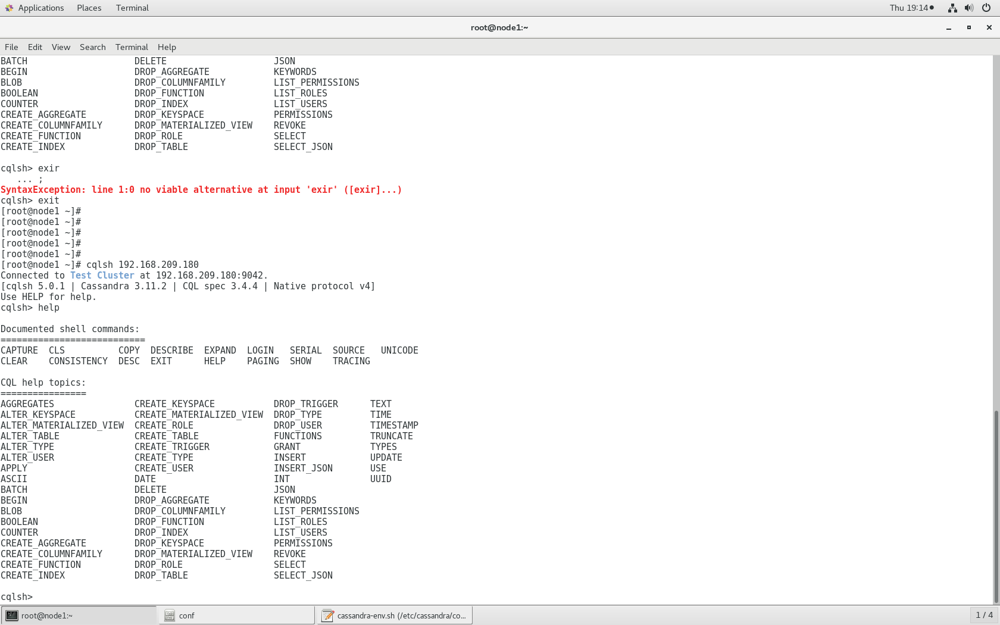 Applications Places Terminal Thu 19:14
root@node1:~
File Edit View Search Terminal Help
BATCH DELETE JSON
BEGIN DROP_AGGREGATE KEYWORDS
BLOB DROP_COLUMNFAMILY LIST_PERMISSIONS
BOOLEAN DROP_FUNCTION LIST_ROLES
COUNTER DROP_INDEX LIST_USERS
CREATE_AGGREGATE DROP_KEYSPACE PERMISSIONS
CREATE_COLUMNFAMILY DROP_MATERIALIZED_VIEW REVOKE
CREATE_FUNCTION DROP_ROLE SELECT
CREATE_INDEX DROP_TABLE SELECT_JSON
cqlsh> exir
... ;
SyntaxException: line 1:0 no viable alternative at input 'exir' ([exir]...)
cqlsh> exit
[root@node1 ~]#
[root@node1 ~]#
[root@node1 ~]#
[root@node1 ~]#
[root@node1 ~]#
[root@node1 ~]# cqlsh 192.168.209.180
Connected to Test Cluster at 192.168.209.180:9042.
[cqlsh 5.0.1 | Cassandra 3.11.2 | CQL spec 3.4.4 | Native protocol v4]
Use HELP for help.
cqlsh> help
Documented shell commands:
===========================
CAPTURE CLS COPY DESCRIBE EXPAND LOGIN SERIAL SOURCE UNICODE
CLEAR CONSISTENCY DESC EXIT HELP PAGING SHOW TRACING
CQL help topics:
================
AGGREGATES CREATE_KEYSPACE DROP_TRIGGER TEXT
ALTER_KEYSPACE CREATE_MATERIALIZED_VIEW DROP_TYPE TIME
ALTER_MATERIALIZED_VIEW CREATE_ROLE DROP_USER TIMESTAMP
ALTER_TABLE CREATE_TABLE FUNCTIONS TRUNCATE
ALTER_TYPE CREATE_TRIGGER GRANT TYPES
ALTER_USER CREATE_TYPE INSERT UPDATE
APPLY CREATE_USER INSERT_JSON USE
ASCII DATE INT UUID
BATCH DELETE JSON
BEGIN DROP_AGGREGATE KEYWORDS
BLOB DROP_COLUMNFAMILY LIST_PERMISSIONS
BOOLEAN DROP_FUNCTION LIST_ROLES
COUNTER DROP_INDEX LIST_USERS
CREATE_AGGREGATE DROP_KEYSPACE PERMISSIONS
CREATE_COLUMNFAMILY DROP_MATERIALIZED_VIEW REVOKE
CREATE_FUNCTION DROP_ROLE SELECT
CREATE_INDEX DROP_TABLE SELECT_JSON
cqlsh>
root@node1:~ conf cassandra-env.sh (/etc/cassandra/co... 1 / 4